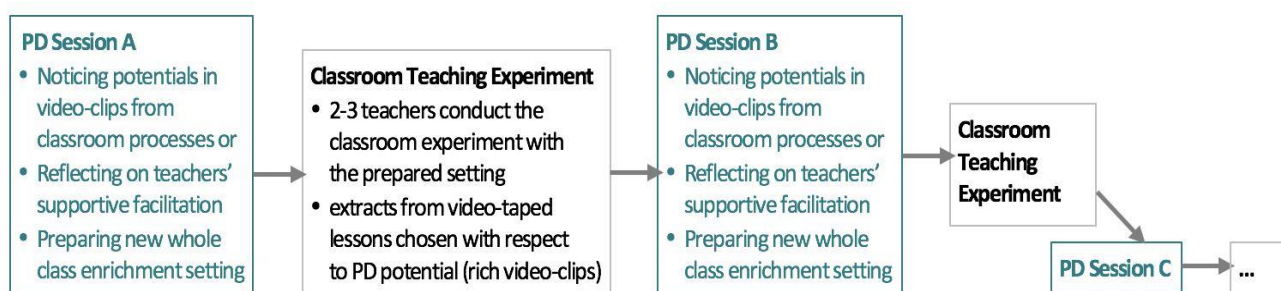 PD Session A
• Noticing potentials in
video-clips from
classroom processes or
• Reflecting on teachers'
supportive facilitation
• Preparing new whole
class enrichment setting
Classroom Teaching Experiment
• 2-3 teachers conduct the
classroom experiment with
the prepared setting
• extracts from video-taped
lessons chosen with respect
to PD potential (rich video-clips)
PD Session B
• Noticing potentials in
video-clips from
classroom processes or
• Reflecting on teachers'
supportive facilitation
• Preparing new whole
class enrichment setting
Classroom
Teaching
Experiment
PD Session C
...